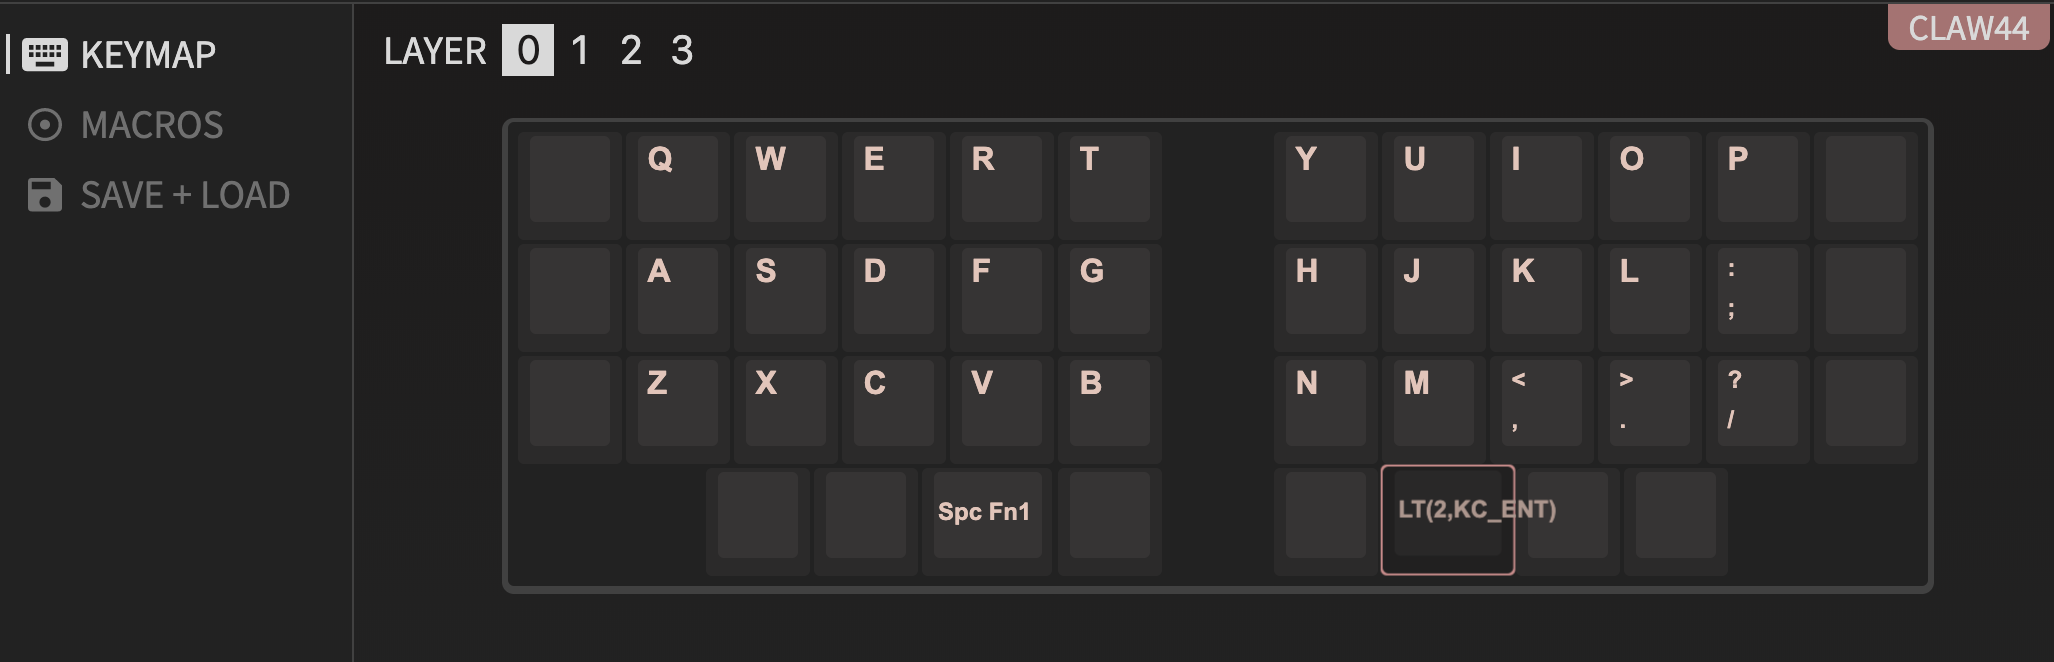 KEYMAP
MACROS
SAVE + LOAD
LAYER 0 1 2 3
CLAW44
Q W E R T Y U I O P
A S D F G H J K L :
;
Z X C V B N M < > ?
, . /
Spc Fn1 LT(2,KC_ENT)